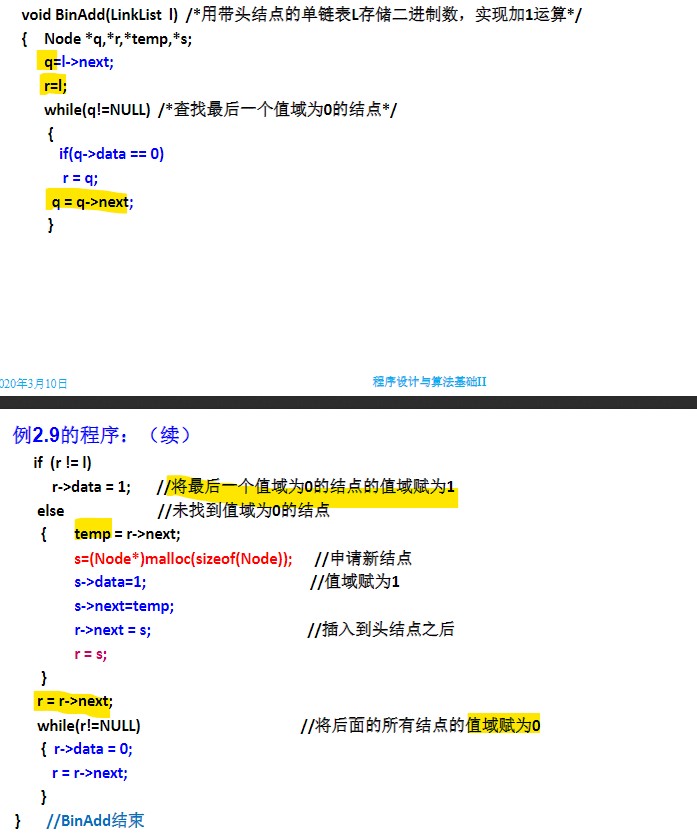 void BinAdd(LinkList l) /*用带头结点的单链表L存储二进制数，实现加1运算*/
{ Node *q,*r,*temp,*s;
q=l->next;
r=l;
while(q!=NULL) /*查找最后一个值域为0的结点*/
{
if(q->data == 0)
r = q;
q = q->next;
}
020年3月10日 程序设计与算法基础II
例2.9的程序：（续）
if (r != l)
r->data = 1; //将最后一个值域为0的结点的值域赋为1
else //未找到值域为0的结点
{ temp = r->next;
s=(Node*)malloc(sizeof(Node)); //申请新结点
s->data=1; //值域赋为1
s->next=temp;
r->next = s; //插入到头结点之后
r = s;
}
r = r->next;
while(r!=NULL) //将后面的所有结点的值域赋为0
{ r->data = 0;
r = r->next;
}
} //BinAdd结束